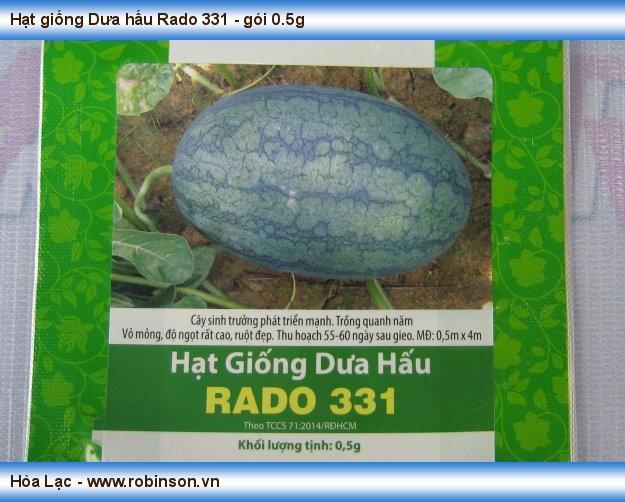 Hạt giống Dưa hấu Rado 331 - gói 0.5g
Cây sinh trưởng phát triển mạnh. Trồng quanh năm
Vỏ mỏng, độ ngọt rất cao, ruột đẹp. Thu hoạch 55-60 ngày sau gieo. MĐ: 0,5m x 4m
Hạt Giống Dưa Hấu
RADO 331
Theo TCCS 71:2014/RĐHCM
Khối lượng tịnh: 0,5g
Hòa Lạc - www.robinson.vn